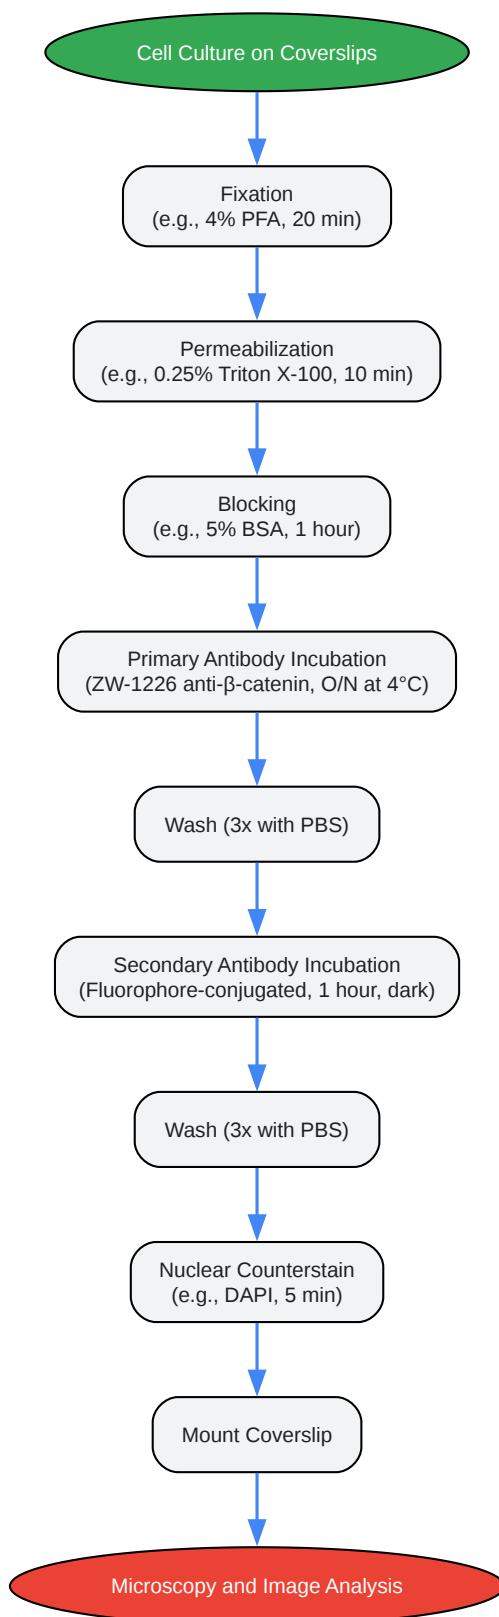 Cell Culture on Coverslips
Fixation
(e.g., 4% PFA, 20 min)
Permeabilization
(e.g., 0.25% Triton X-100, 10 min)
Blocking
(e.g., 5% BSA, 1 hour)
Primary Antibody Incubation
(ZW-1226 anti-β-catenin, O/N at 4°C)
Wash (3x with PBS)
Secondary Antibody Incubation
(Fluorophore-conjugated, 1 hour, dark)
Wash (3x with PBS)
Nuclear Counterstain
(e.g., DAPI, 5 min)
Mount Coverslip
Microscopy and Image Analysis